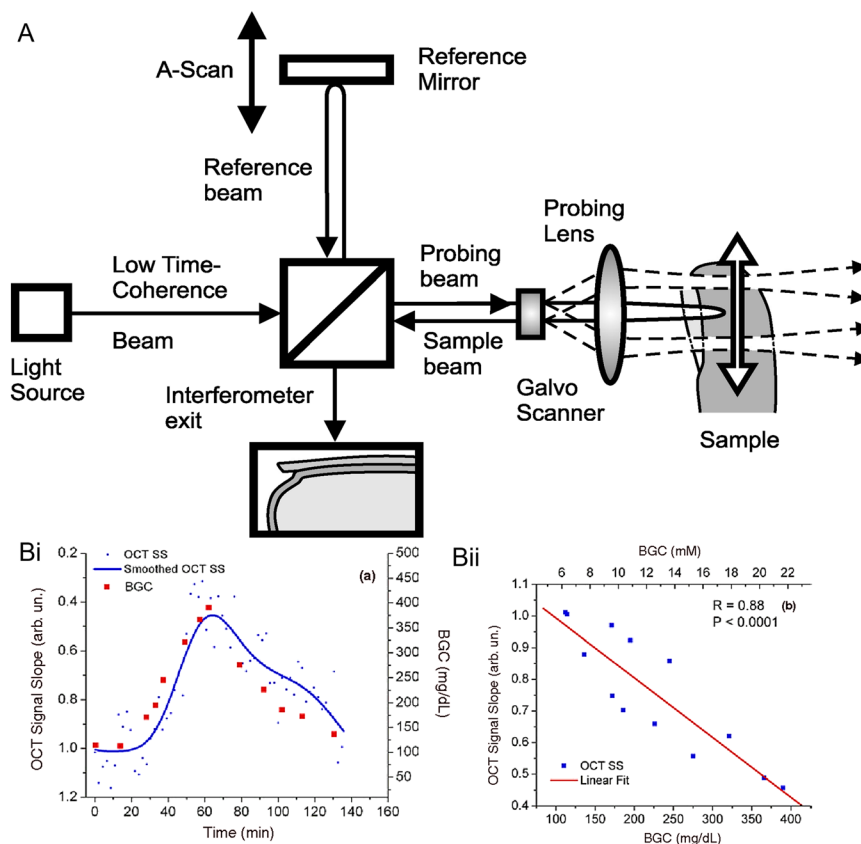 A
A-Scan
Reference
Mirror
Reference
beam
Low Time-
Coherence
Beam
Light
Source
Probing
beam
Sample
beam
Probing
Lens
Galvo
Scanner
Sample
Interferometer
exit
Bi
OCT SS
Smoothed OCT SS
BGC
(a)
0.2
0.4
0.6
0.8
1.0
1.2
OCT Signal Slope (arb. un.)
500
450
400
350
300
250
200
150
100
50
BGC (mg/dL)
0 20 40 60 80 100 120 140 160
Time (min)
Bii
BGC (mM)
6 8 10 12 14 16 18 20 22
R = 0.88 (b)
P < 0.0001
1.1
1.0
0.9
0.8
0.7
0.6
0.5
0.4
OCT Signal Slope (arb. un.)
OCT SS
Linear Fit
100 150 200 250 300 350 400
BGC (mg/dL)